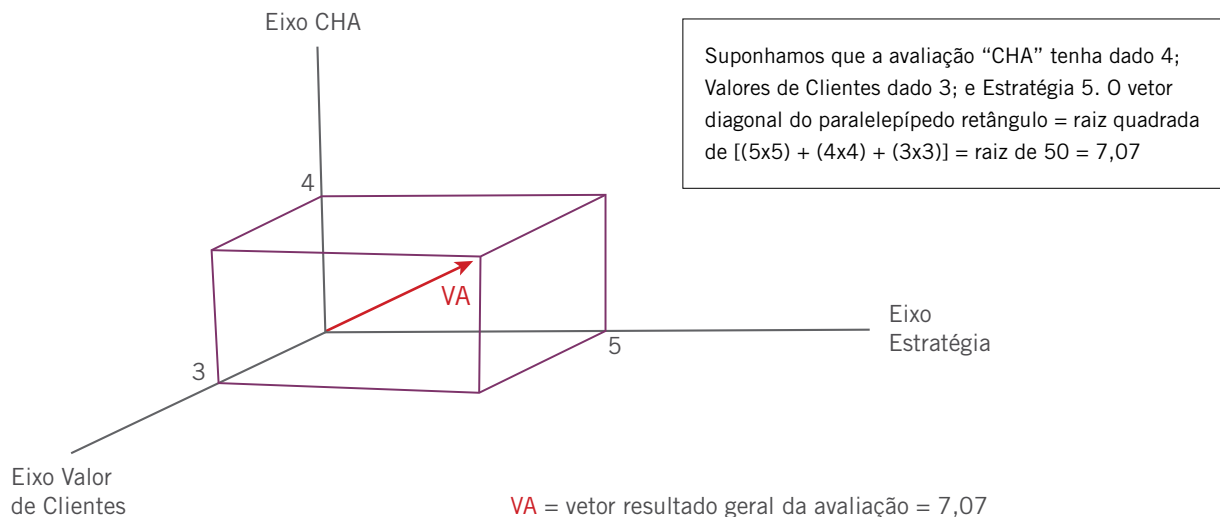 Eixo CHA
Suponhamos que a avaliação “CHA” tenha dado 4;
Valores de Clientes dado 3; e Estratégia 5. O vetor
diagonal do paralelepípedo retângulo = raiz quadrada
de [(5x5) + (4x4) + (3x3)] = raiz de 50 = 7,07
4
VA
Eixo
Estratégia
5
3
Eixo Valor
de Clientes
VA = vetor resultado geral da avaliação = 7,07